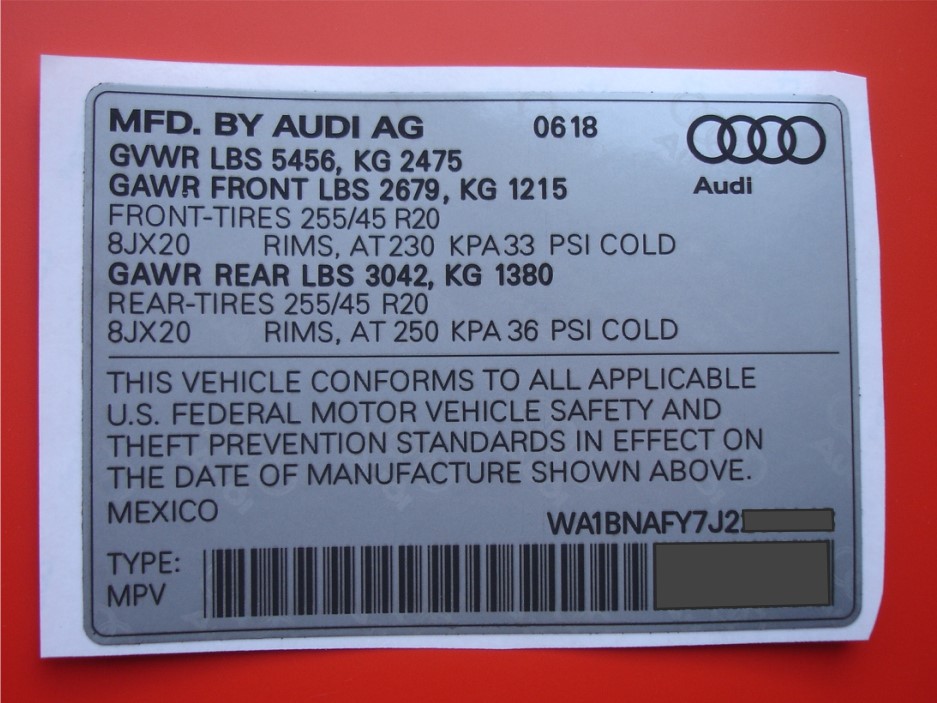 MFD. BY AUDI AG 0618
Audi
GVWR LBS 5456, KG 2475
GAWR FRONT LBS 2679, KG 1215
FRONT-TIRES 255/45 R20
8JX20 RIMS, AT 230 KPA 33 PSI COLD
GAWR REAR LBS 3042, KG 1380
REAR-TIRES 255/45 R20
8JX20 RIMS, AT 250 KPA 36 PSI COLD
THIS VEHICLE CONFORMS TO ALL APPLICABLE
U.S. FEDERAL MOTOR VEHICLE SAFETY AND
THEFT PREVENTION STANDARDS IN EFFECT ON
THE DATE OF MANUFACTURE SHOWN ABOVE.
MEXICO
WA1BNAFY7J2
TYPE:
MPV